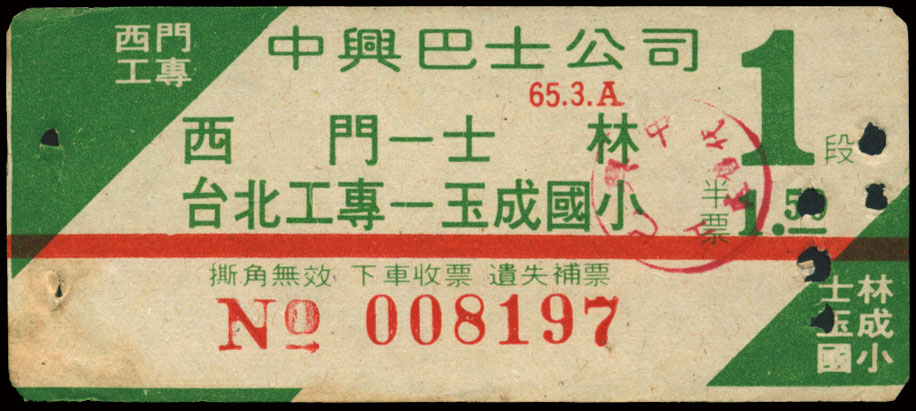 西門
工專
中興巴士公司
1段
65.3.A
西門—士林
台北工專—玉成國小
半票
1.50
撕角無效 下車收票 遺失補票
No 008197
士林
玉成
國小